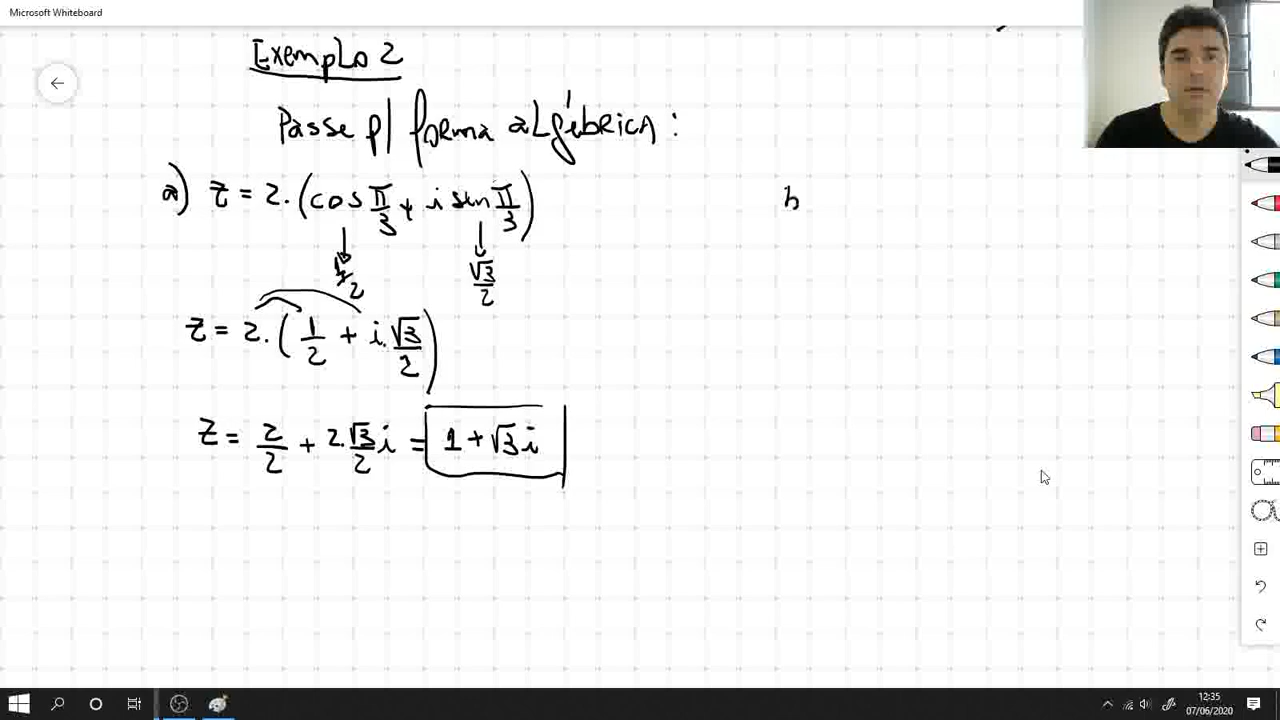 Microsoft Whiteboard
Exemplo 2
Passe p/ forma algébrica:
a) z = 2.(cos π/3 + i sen π/3)
1/2 √3/2
z = 2.(1/2 + i.√3/2)
z = 2/2 + 2.√3/2 i = 1 + √3i
b
12:35
07/06/2020